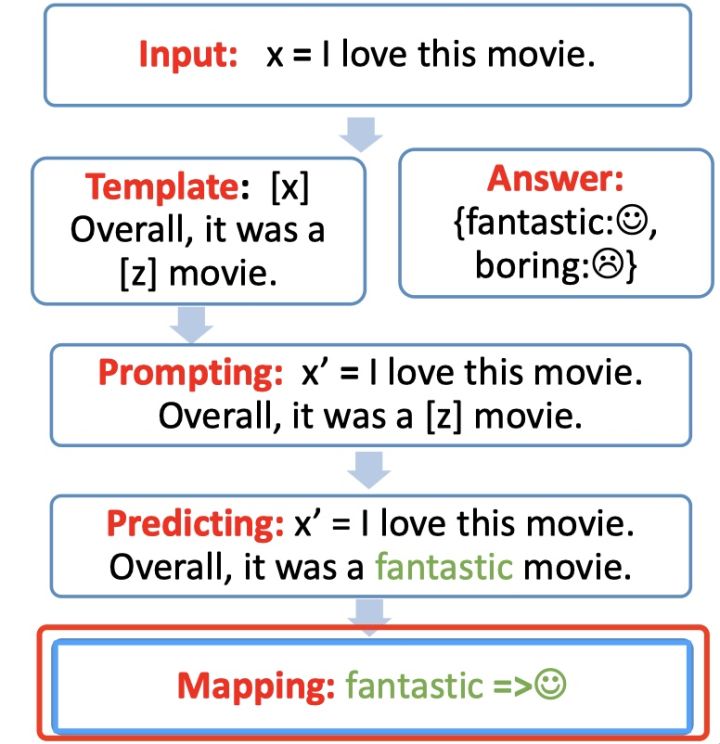 Input: x = I love this movie.
Template: [x]
Overall, it was a
[z] movie.
Answer:
{fantastic:☺,
boring:☹}
Prompting: x′ = I love this movie.
Overall, it was a [z] movie.
Predicting: x′ = I love this movie.
Overall, it was a fantastic movie.
Mapping: fantastic =>☺